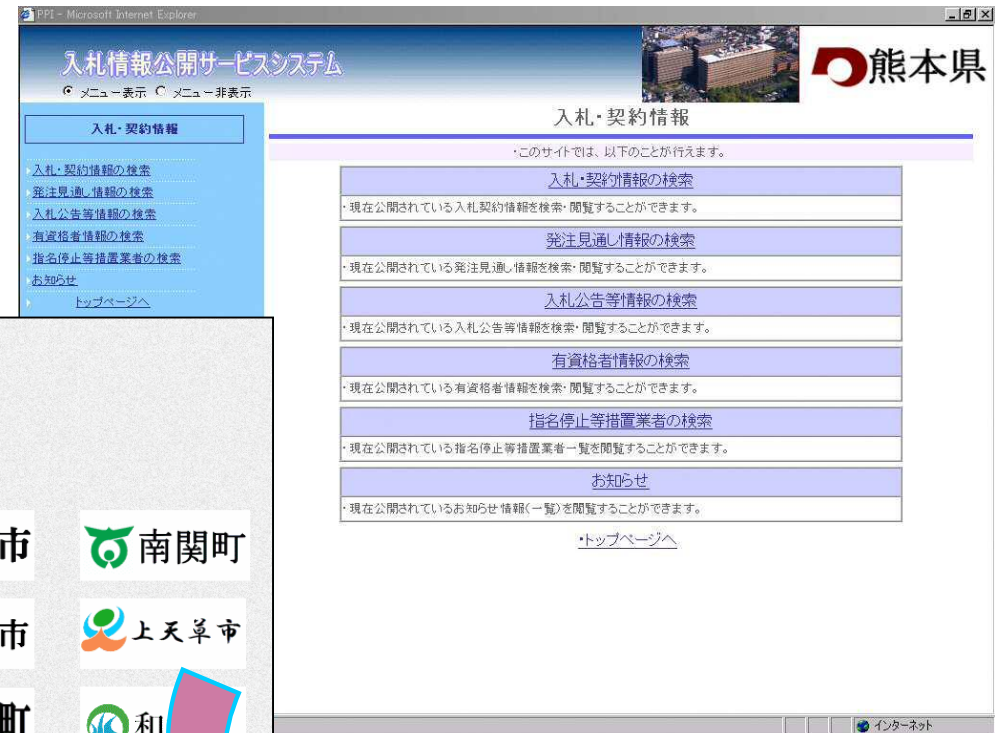 PPI - Microsoft Internet Explorer
入札情報公開サービスシステム
メニュー表示 メニュー非表示
熊本県
入札・契約情報
入札・契約情報の検索
発注見通し情報の検索
入札公告等情報の検索
有資格者情報の検索
指名停止等措置業者の検索
お知らせ
トップページへ
入札・契約情報
・このサイトでは、以下のことが行えます。
入札・契約情報の検索
・現在公開されている入札契約情報を検索・閲覧することができます。
発注見通し情報の検索
・現在公開されている発注見通し情報を検索・閲覧することができます。
入札公告等情報の検索
・現在公開されている入札公告等情報を検索・閲覧することができます。
有資格者情報の検索
・現在公開されている有資格者情報を検索・閲覧することができます。
指名停止等措置業者の検索
・現在公開されている指名停止等措置業者一覧を閲覧することができます。
お知らせ
・現在公開されているお知らせ情報(一覧)を閲覧することができます。
・トップページへ
市 南関町
市 上天草市
町 和
インターネット